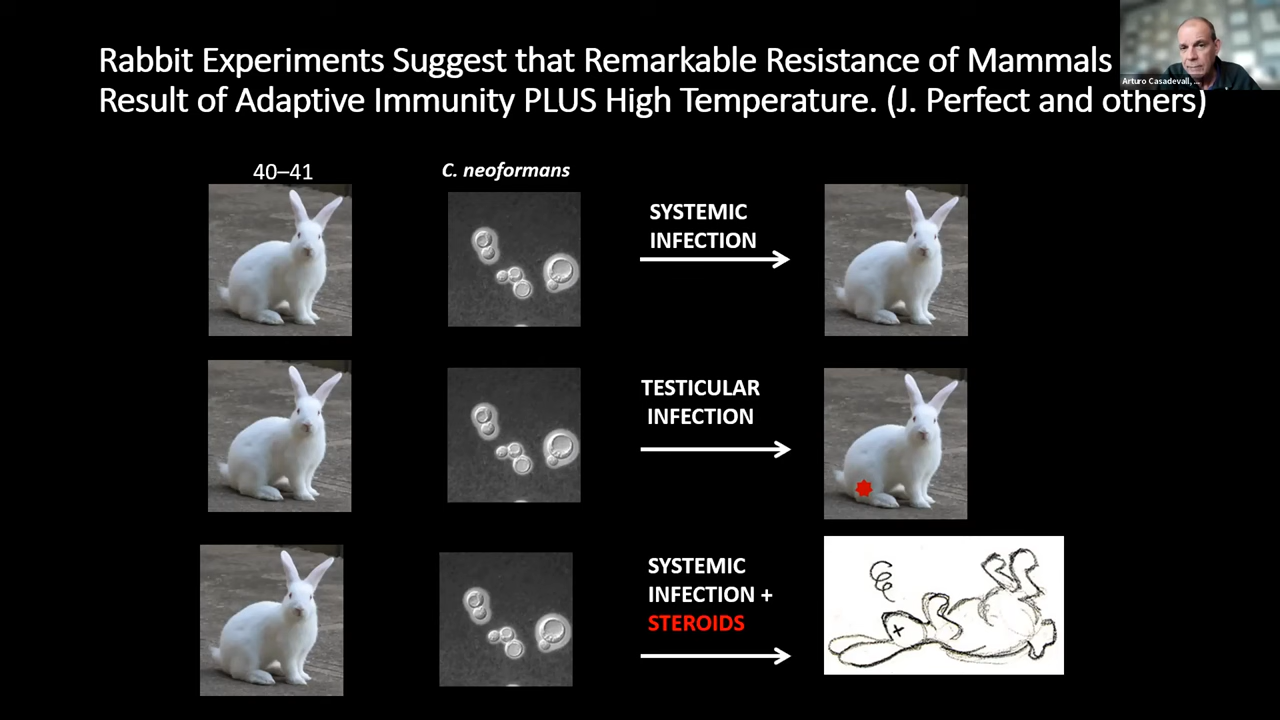 Rabbit Experiments Suggest that Remarkable Resistance of Mammals
Result of Adaptive Immunity PLUS High Temperature. (J. Perfect and others)
Arturo Casadevall, ...
40–41
C. neoformans
SYSTEMIC
INFECTION
TESTICULAR
INFECTION
SYSTEMIC
INFECTION +
STEROIDS